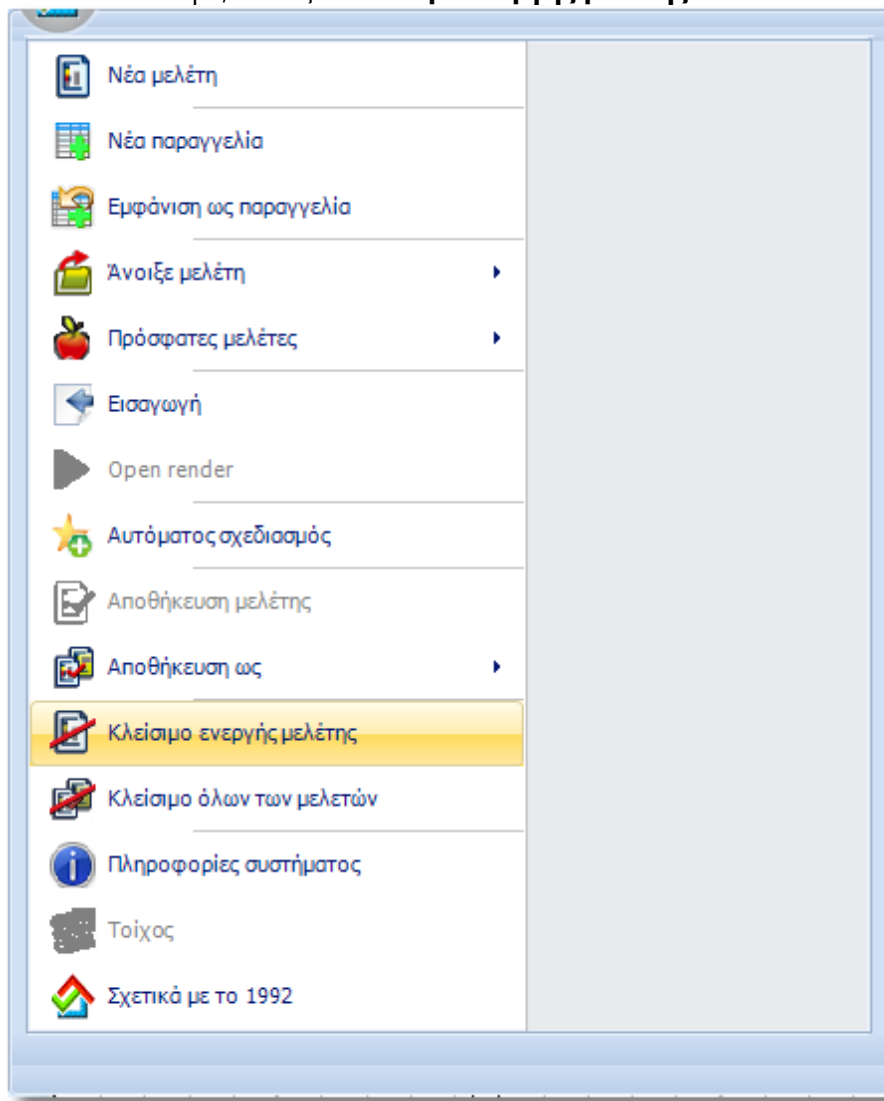 Νέα μελέτη
Νέα παραγγελία
Εμφάνιση ως παραγγελία
Άνοιξε μελέτη
Πρόσφατες μελέτες
Εισαγωγή
Open render
Αυτόματος σχεδιασμός
Αποθήκευση μελέτης
Αποθήκευση ως
Κλείσιμο ενεργής μελέτης
Κλείσιμο όλων των μελετών
Πληροφορίες συστήματος
Τοίχος
Σχετικά με το 1992